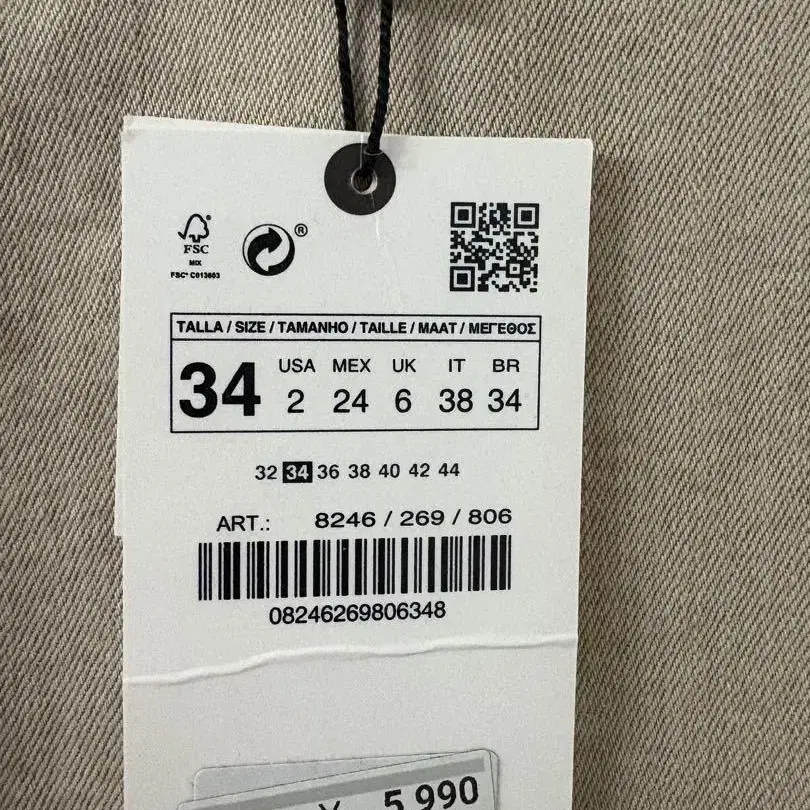 FSC
MIX
FSC® C013603
®
TALLA / SIZE / TAMANHO / TAILLE / MAAT / ΜΕΓΕΘΟΣ
34
USA MEX UK IT BR
2 24 6 38 34
32 34 36 38 40 42 44
ART.: 8246 / 269 / 806
08246269806348
¥ 5,990